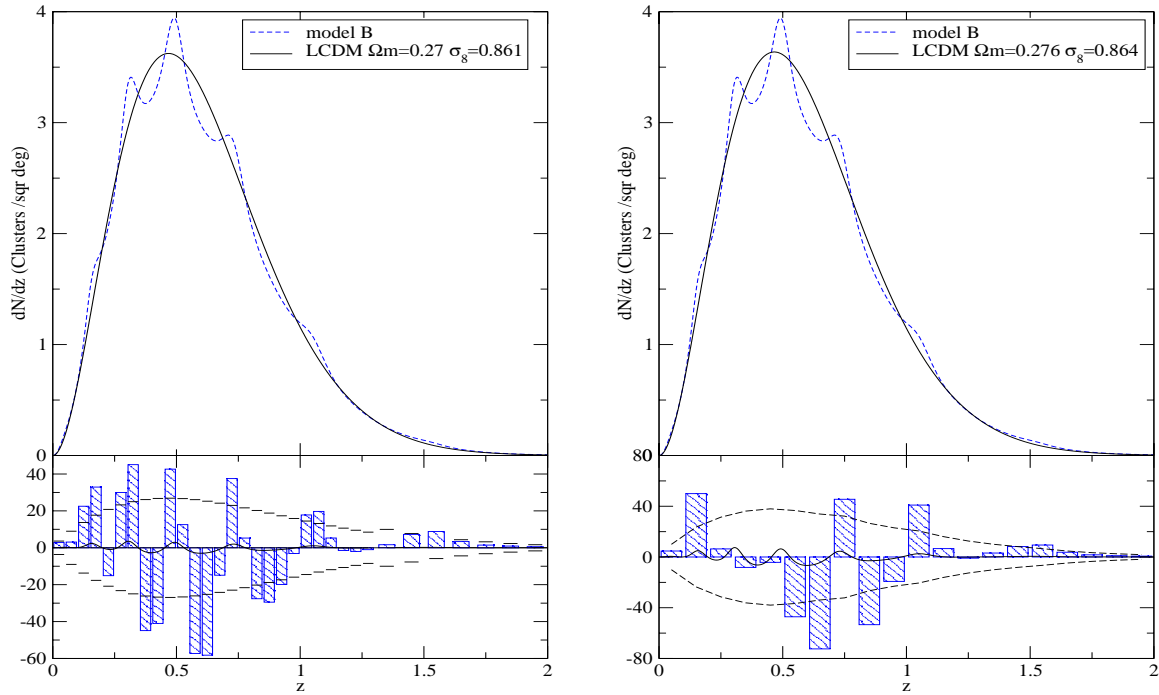 4
3
2
1
0
dN/dz (Clusters /sqr deg)
model B
LCDM Ωm=0.27 σ8=0.861
40
20
0
-20
-40
-60
0 0.5 1 1.5 2
z
4
3
2
1
0
dN/dz (Clusters /sqr deg)
model B
LCDM Ωm=0.276 σ8=0.864
80
40
0
-40
-80
0 0.5 1 1.5 2
z